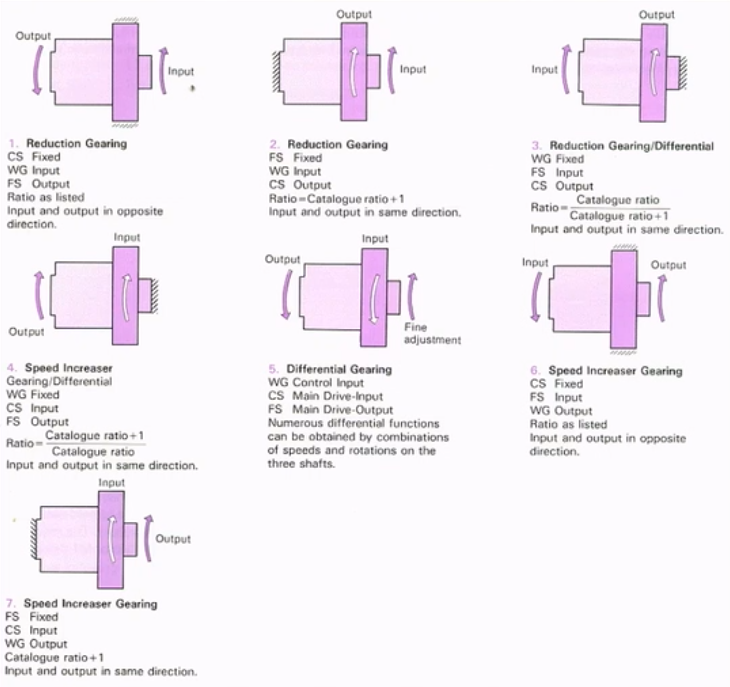 Output
Input
1. Reduction Gearing
CS Fixed
WG Input
FS Output
Ratio as listed
Input and output in opposite
direction.
Output
Input
2. Reduction Gearing
FS Fixed
WG Input
CS Output
Ratio=Catalogue ratio+1
Input and output in same direction.
Output
Input
3. Reduction Gearing/Differential
WG Fixed
FS Input
CS Output
Ratio= Catalogue ratio
Catalogue ratio+1
Input and output in same direction.
Input
Output
4. Speed Increaser
Gearing/Differential
WG Fixed
CS Input
FS Output
Ratio= Catalogue ratio+1
Catalogue ratio
Input and output in same direction.
Input
Output
Fine
adjustment
5. Differential Gearing
WG Control Input
CS Main Drive-Input
FS Main Drive-Output
Numerous differential functions
can be obtained by combinations
of speeds and rotations on the
three shafts.
Input
Output
6. Speed Increaser Gearing
CS Fixed
FS Input
WG Output
Ratio as listed
Input and output in opposite
direction.
Input
Output
7. Speed Increaser Gearing
FS Fixed
CS Input
WG Output
Catalogue ratio+1
Input and output in same direction.